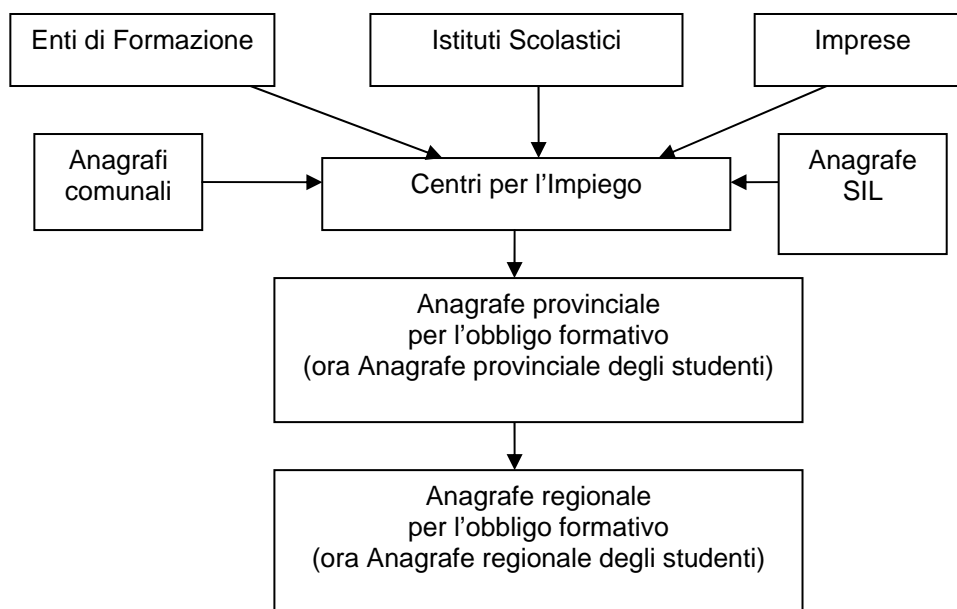 Enti di Formazione
Istituti Scolastici
Imprese
Anagrafi
comunali
Centri per l'Impiego
Anagrafe
SIL
Anagrafe provinciale
per l'obbligo formativo
(ora Anagrafe provinciale degli studenti)
Anagrafe regionale
per l'obbligo formativo
(ora Anagrafe regionale degli studenti)